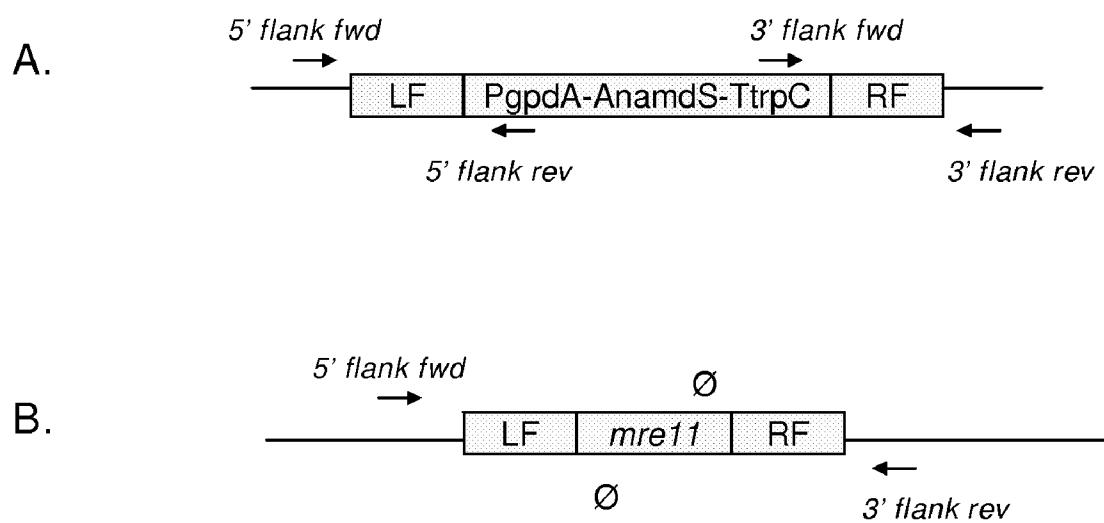 A.
5' flank fwd
3' flank fwd
LF PgpdA-AnamdS-TtrpC RF
5' flank rev
3' flank rev
B.
5' flank fwd
Ø
LF mre11 RF
Ø
3' flank rev